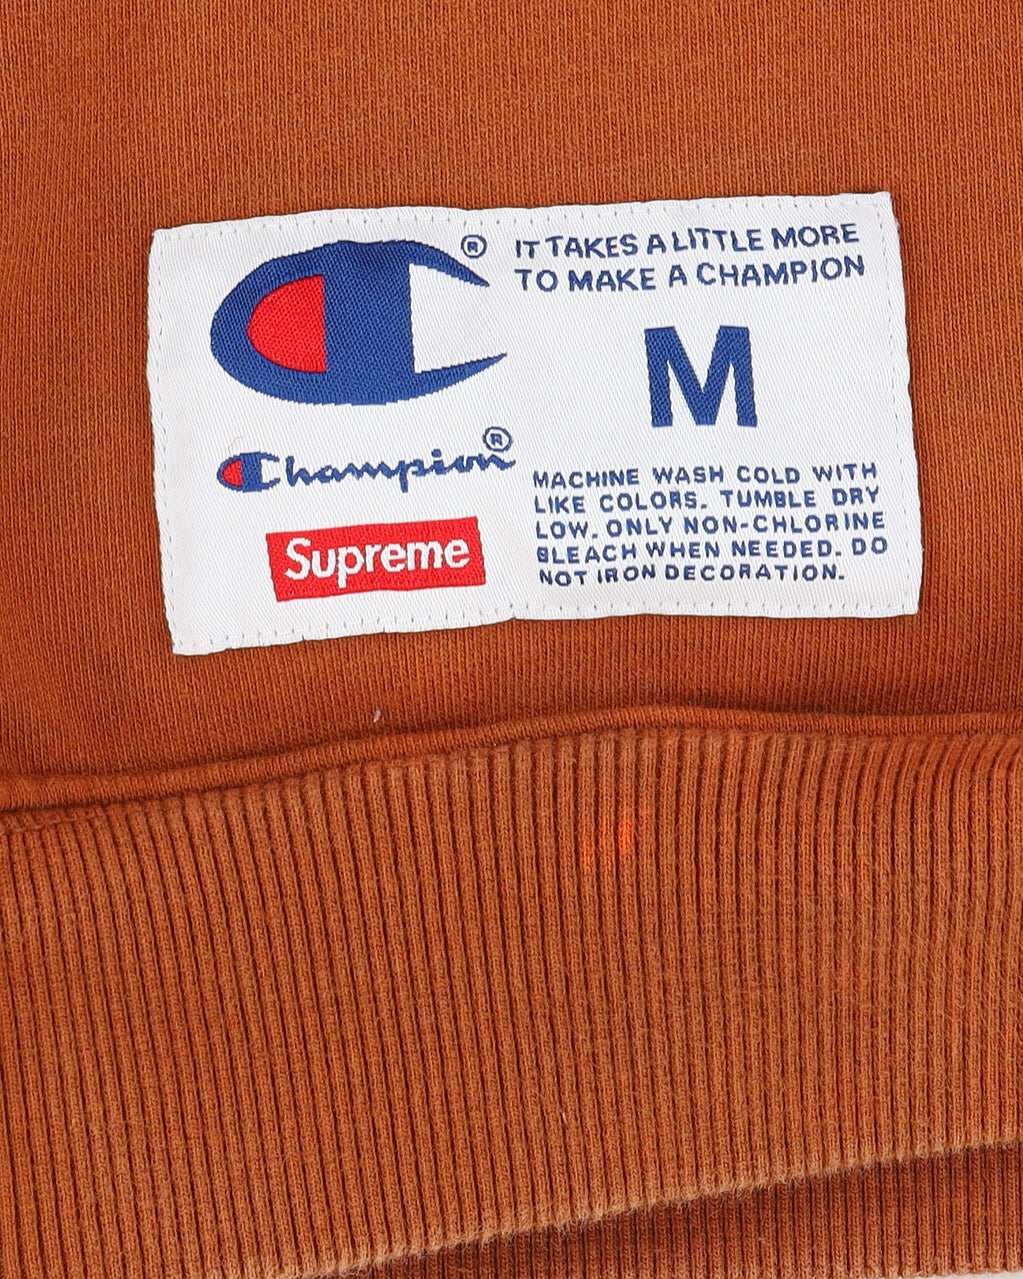 IT TAKES A LITTLE MORE
TO MAKE A CHAMPION
M
Champion®
Supreme
MACHINE WASH COLD WITH
LIKE COLORS. TUMBLE DRY
LOW. ONLY NON-CHLORINE
BLEACH WHEN NEEDED. DO
NOT IRON DECORATION.